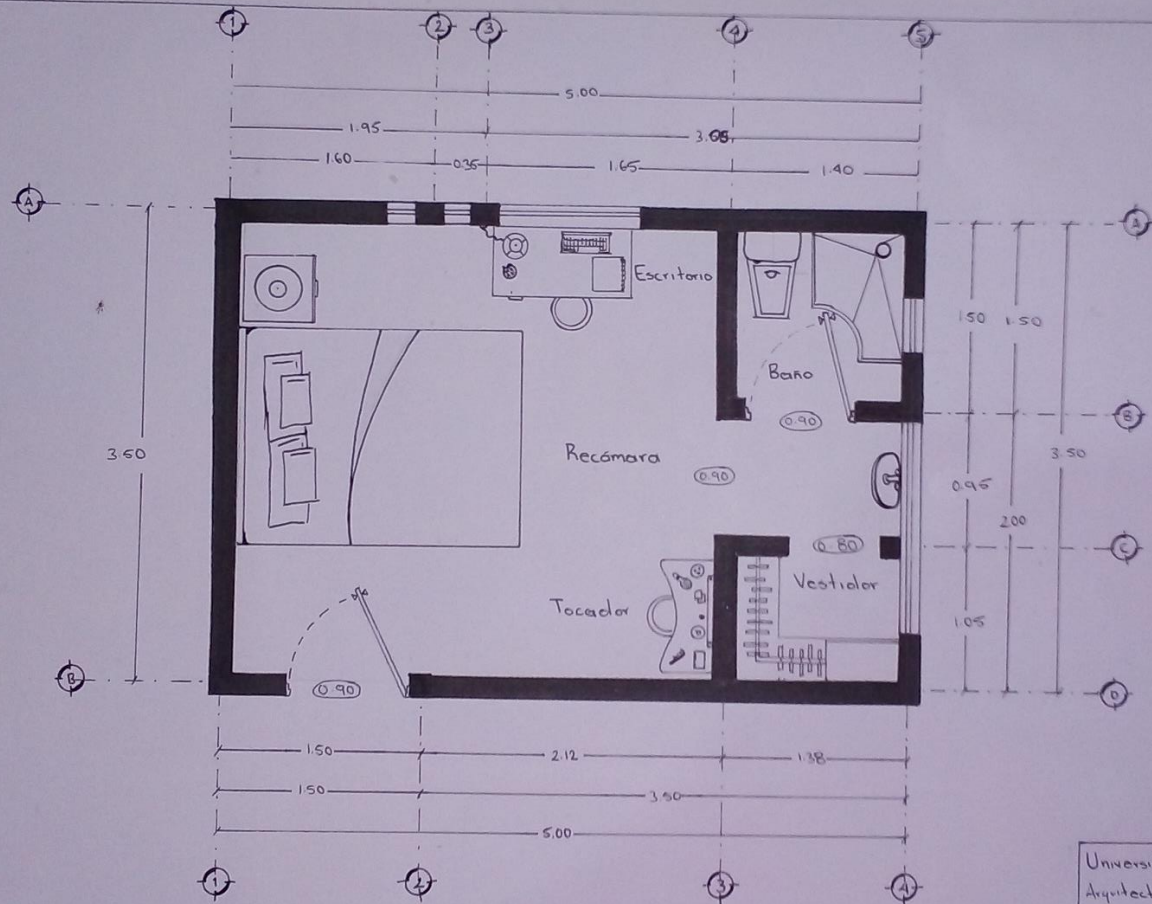 1 2 3 4 5
5.00
1.95 3.05
1.60 0.35 1.65 1.40
A A
Escritorio
1.50 1.50
Baño
0.90
B
3.50 Recámara 0.90 0.95 3.50
2.00
0.80 C
Vestidor
Tocador
1.05
B 0.90 D
1.50 2.12 1.38
1.50 3.50
5.00
1 2 3 4
Universi
Arquitect